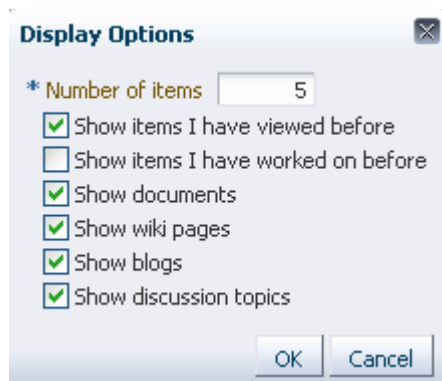 Display Options
* Number of items 5
Show items I have viewed before
Show items I have worked on before
Show documents
Show wiki pages
Show blogs
Show discussion topics
OK Cancel